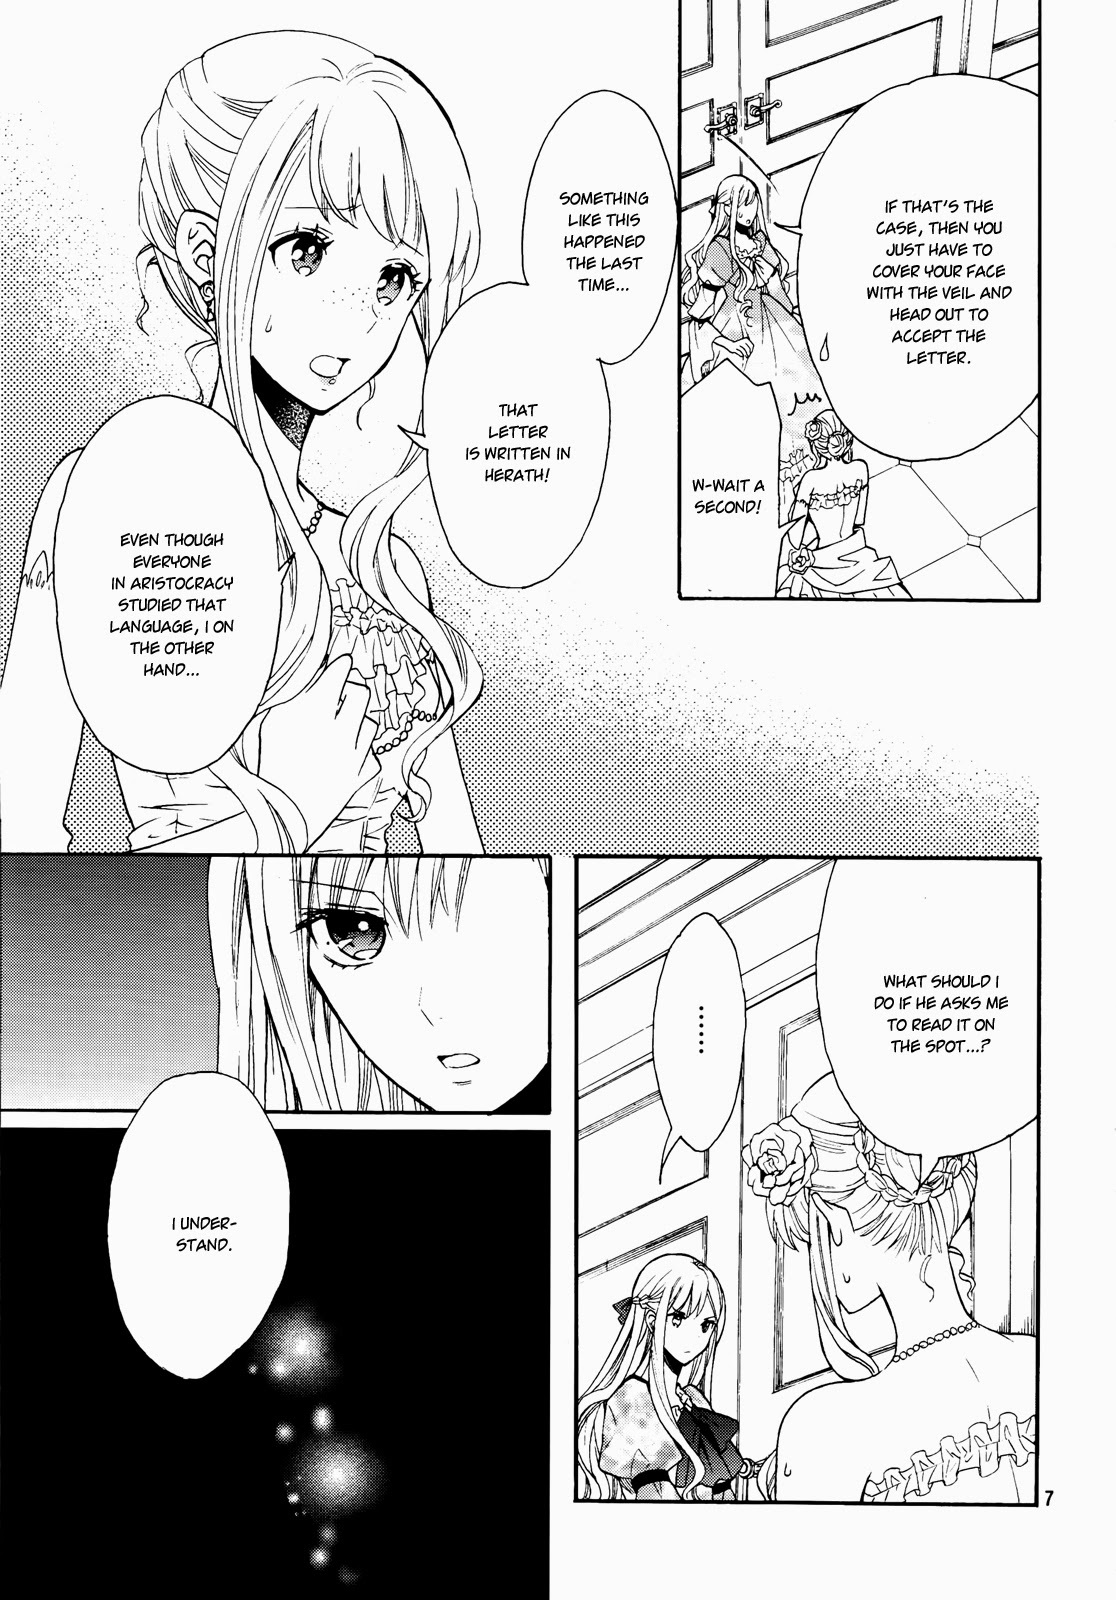 IF THAT'S THE
CASE, THEN YOU
JUST HAVE TO
COVER YOUR FACE
WITH THE VEIL AND
HEAD OUT TO
ACCEPT THE
LETTER.
W-WAIT A
SECOND!
SOMETHING
LIKE THIS
HAPPENED
THE LAST
TIME...
THAT
LETTER
IS WRITTEN IN
HERATH!
EVEN THOUGH
EVERYONE
IN ARISTOCRACY
STUDIED THAT
LANGUAGE, I ON
THE OTHER
HAND...
WHAT SHOULD I
DO IF HE ASKS ME
TO READ IT ON
THE SPOT...?
.......
I UNDER-
STAND.
7